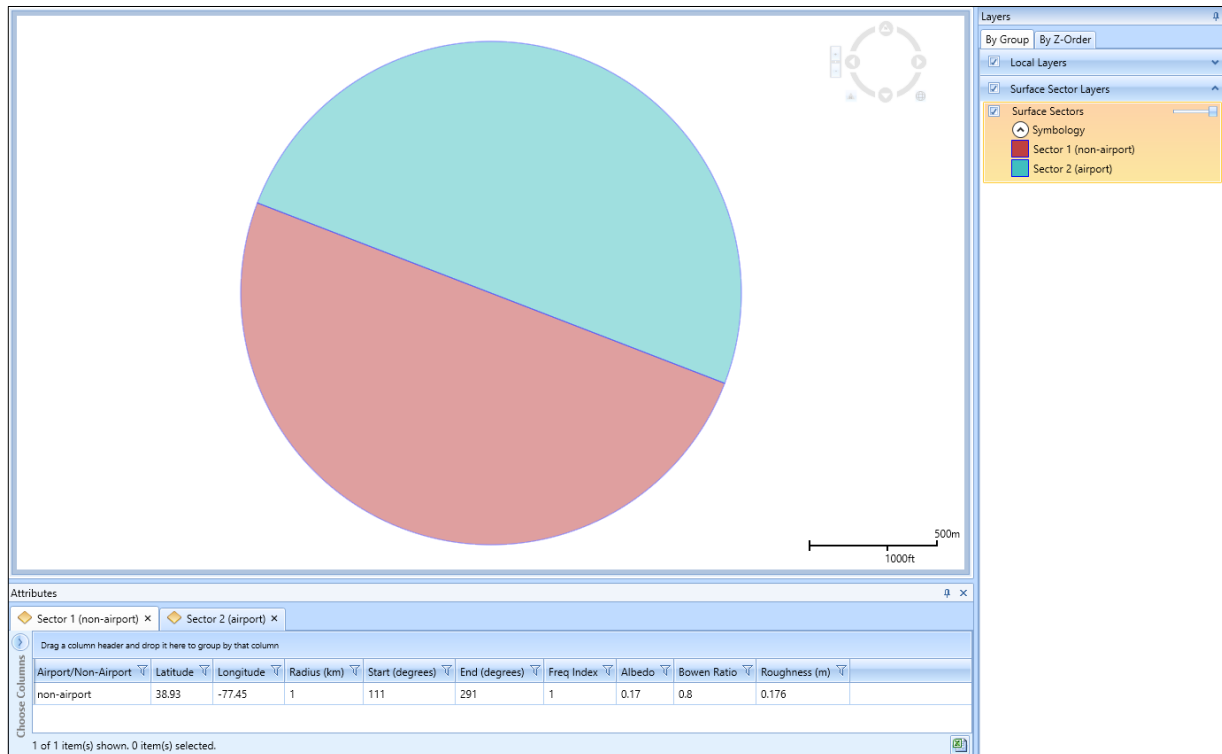 Layers
By Group By Z-Order
Local Layers
Surface Sector Layers
Surface Sectors
Symbology
Sector 1 (non-airport)
Sector 2 (airport)
500m
1000ft
Attributes
Sector 1 (non-airport) × Sector 2 (airport) ×
Choose Columns
Drag a column header and drop it here to group by that column
Airport/Non-Airport Latitude Longitude Radius (km) Start (degrees) End (degrees) Freq Index Albedo Bowen Ratio Roughness (m)
non-airport 38.93 -77.45 1 111 291 1 0.17 0.8 0.176
1 of 1 item(s) shown. 0 item(s) selected.